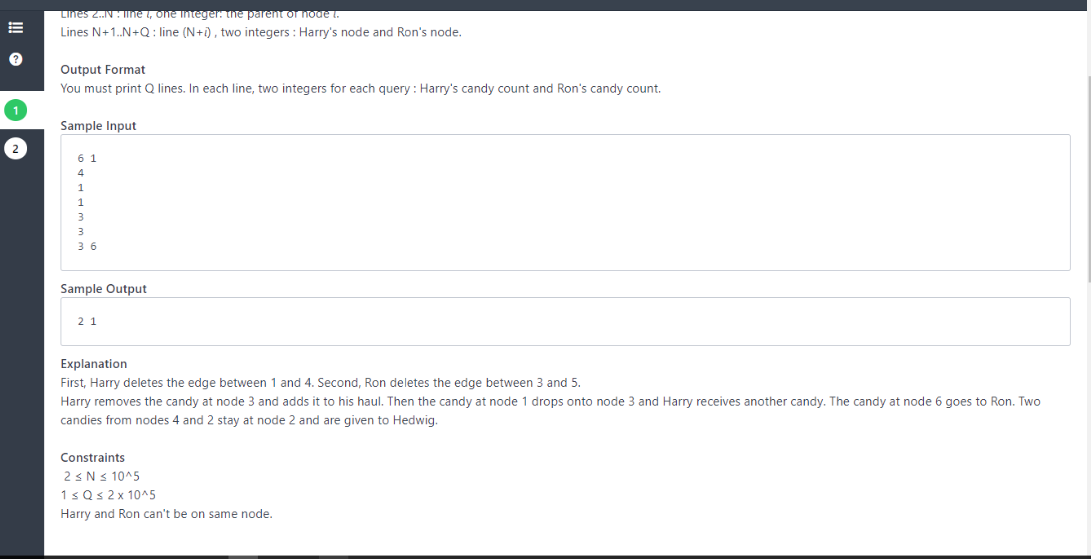 Lines 2..N : line i, one integer: the parent of node i.
Lines N+1..N+Q : line (N+i) , two integers : Harry's node and Ron's node.
Output Format
You must print Q lines. In each line, two integers for each query : Harry's candy count and Ron's candy count.
1
2
Sample Input
6 1
4
1
1
3
3
3 6
Sample Output
2 1
Explanation
First, Harry deletes the edge between 1 and 4. Second, Ron deletes the edge between 3 and 5.
Harry removes the candy at node 3 and adds it to his haul. Then the candy at node 1 drops onto node 3 and Harry receives another candy. The candy at node 6 goes to Ron. Two
candies from nodes 4 and 2 stay at node 2 and are given to Hedwig.
Constraints
2 ≤ N ≤ 10^5
1 ≤ Q ≤ 2 x 10^5
Harry and Ron can't be on same node.